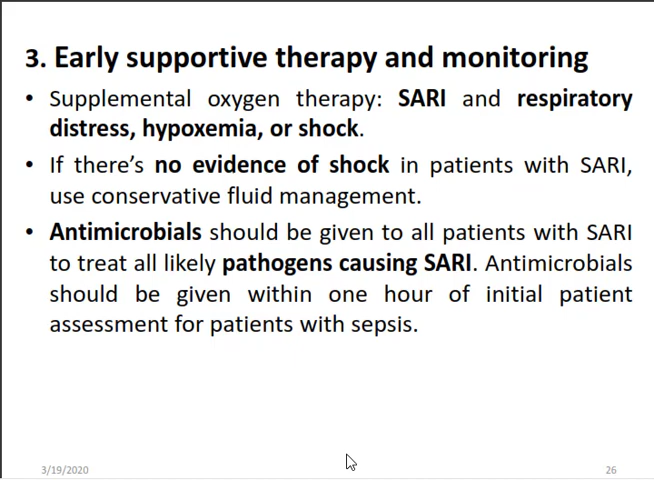 3. Early supportive therapy and monitoring
• Supplemental oxygen therapy: SARI and respiratory
distress, hypoxemia, or shock.
• If there’s no evidence of shock in patients with SARI,
use conservative fluid management.
• Antimicrobials should be given to all patients with SARI
to treat all likely pathogens causing SARI. Antimicrobials
should be given within one hour of initial patient
assessment for patients with sepsis.
3/19/2020
26